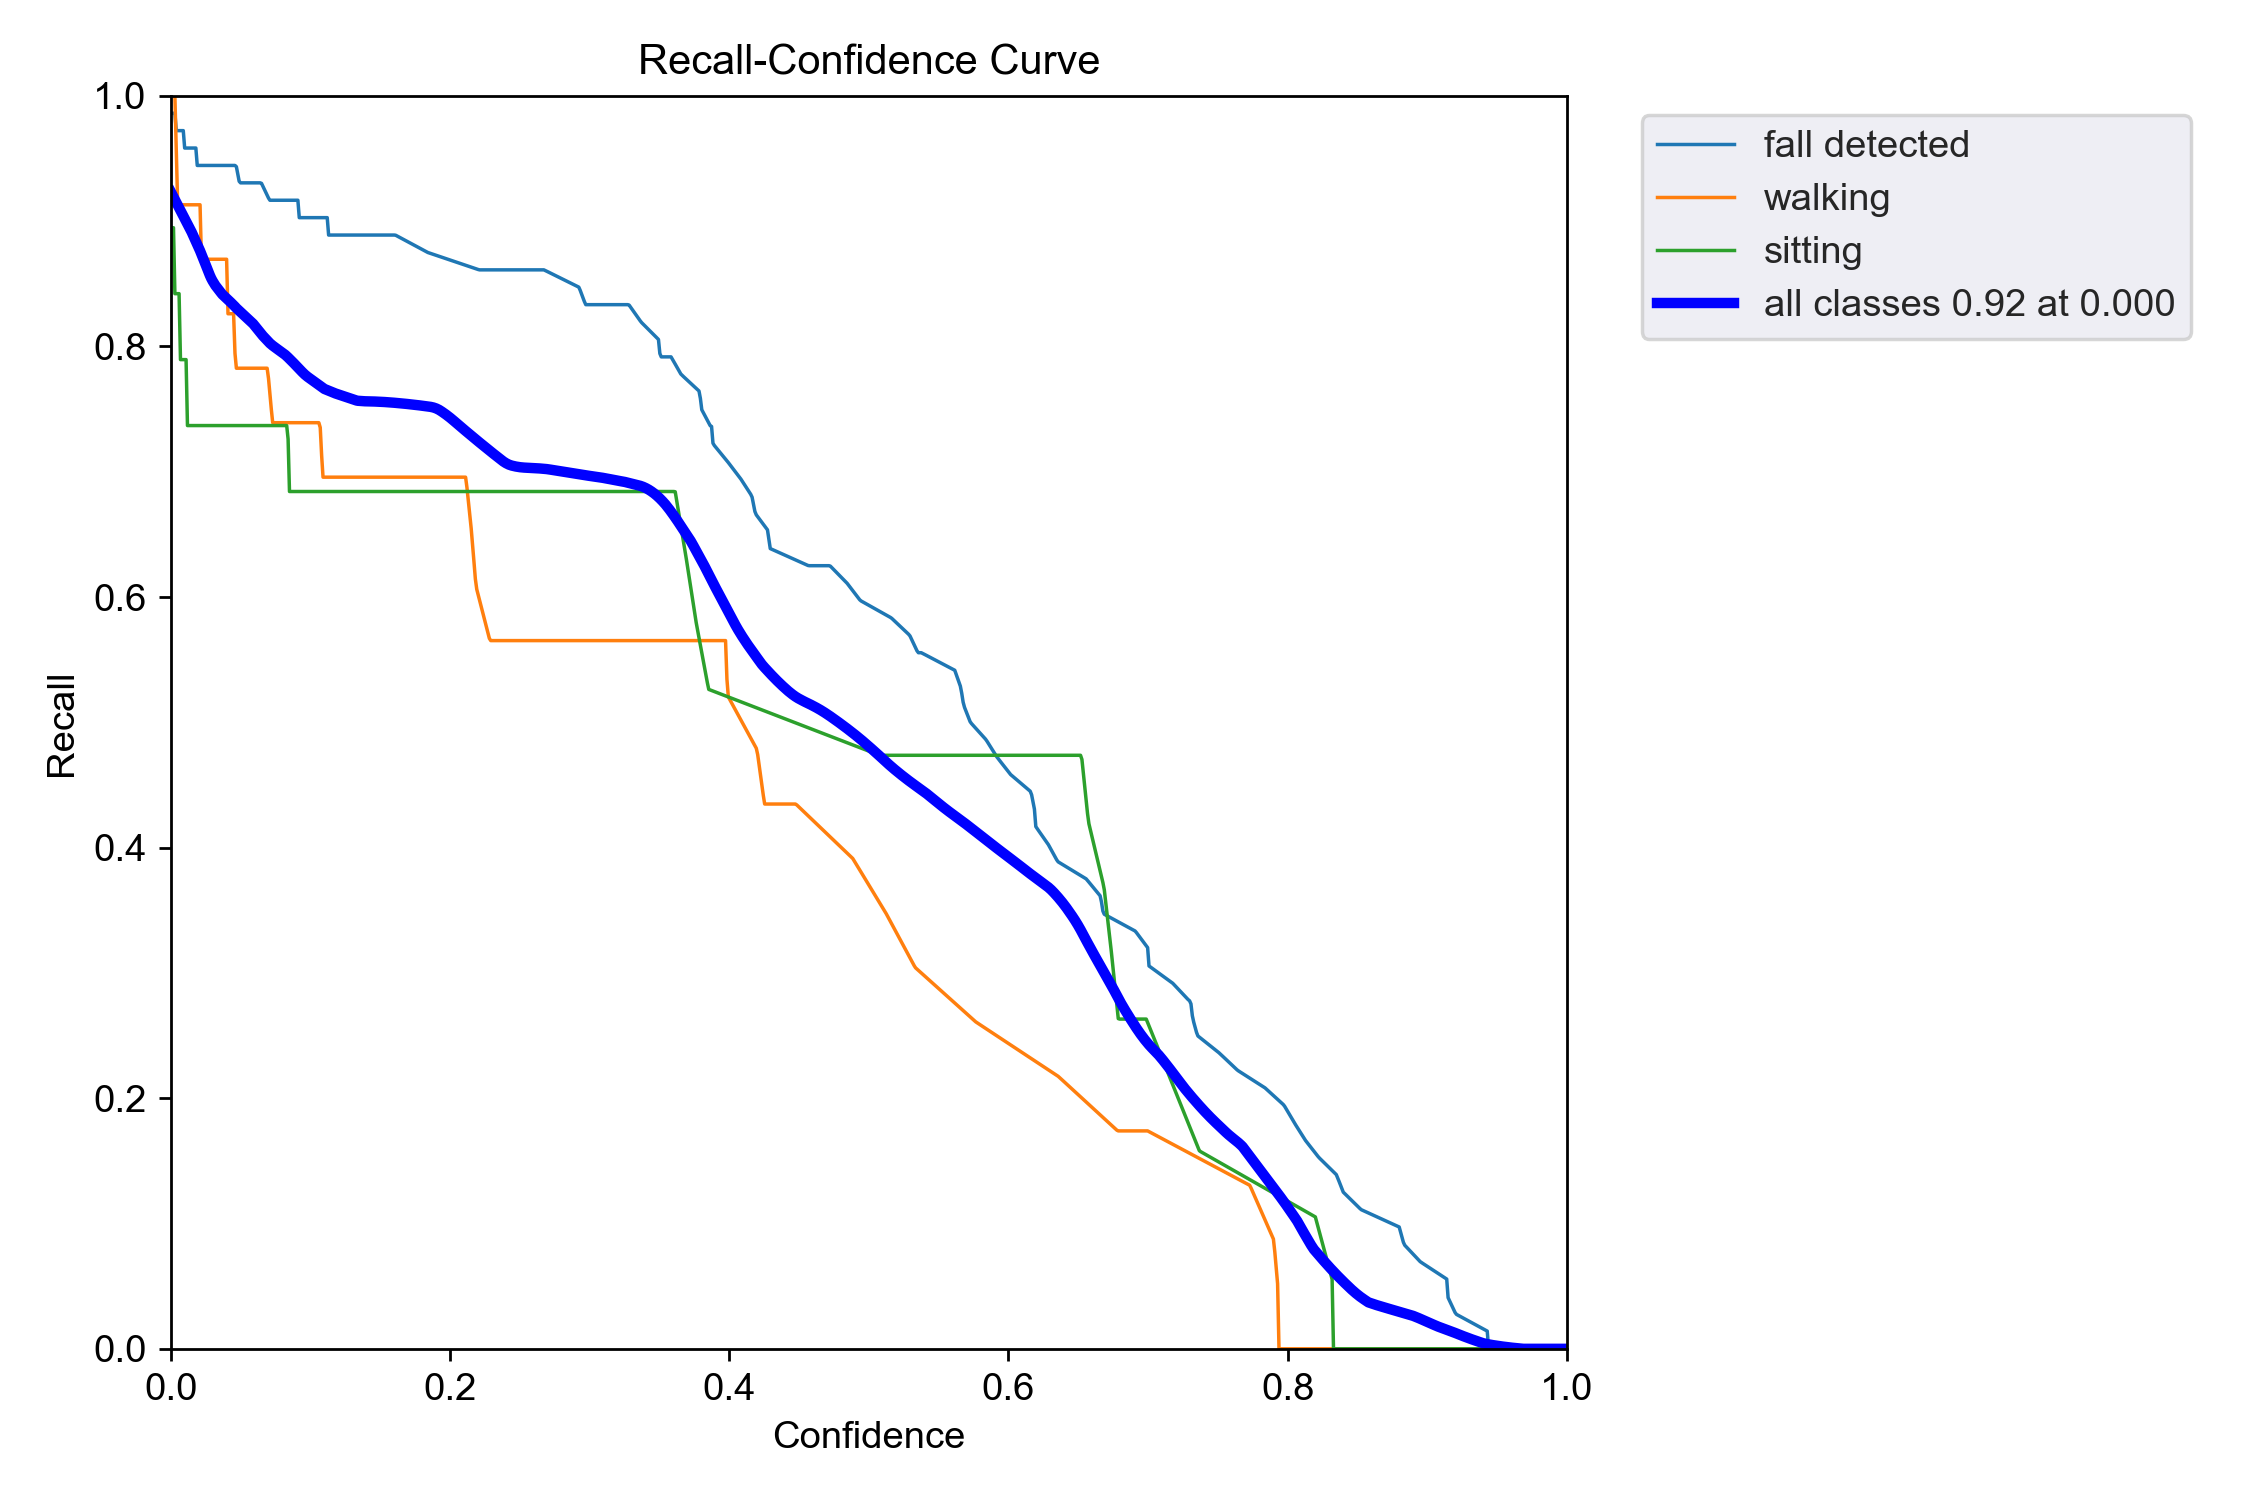 Recall-Confidence Curve
1.0
0.8
0.6
0.4
0.2
0.0
Recall
0.0 0.2 0.4 0.6 0.8 1.0
Confidence
fall detected
walking
sitting
all classes 0.92 at 0.000